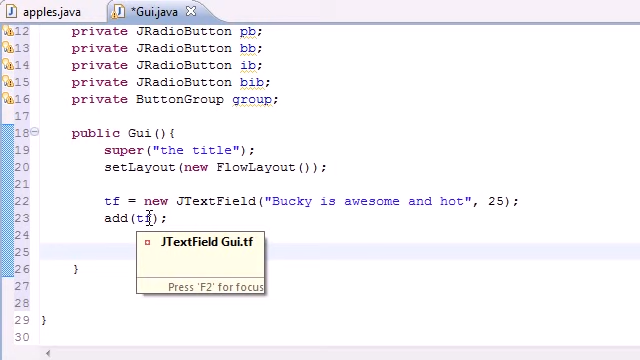 apples.java *Gui.java
12 private JRadioButton pb;
13 private JRadioButton bb;
14 private JRadioButton ib;
15 private JRadioButton bib;
16 private ButtonGroup group;
17
18 public Gui(){
19 super("the title");
20 setLayout(new FlowLayout());
21
22 tf = new JTextField("Bucky is awesome and hot", 25);
23 add(tf);
24
JTextField Gui.tf
25
26 }
27
Press 'F2' for focus
28
29 }
30